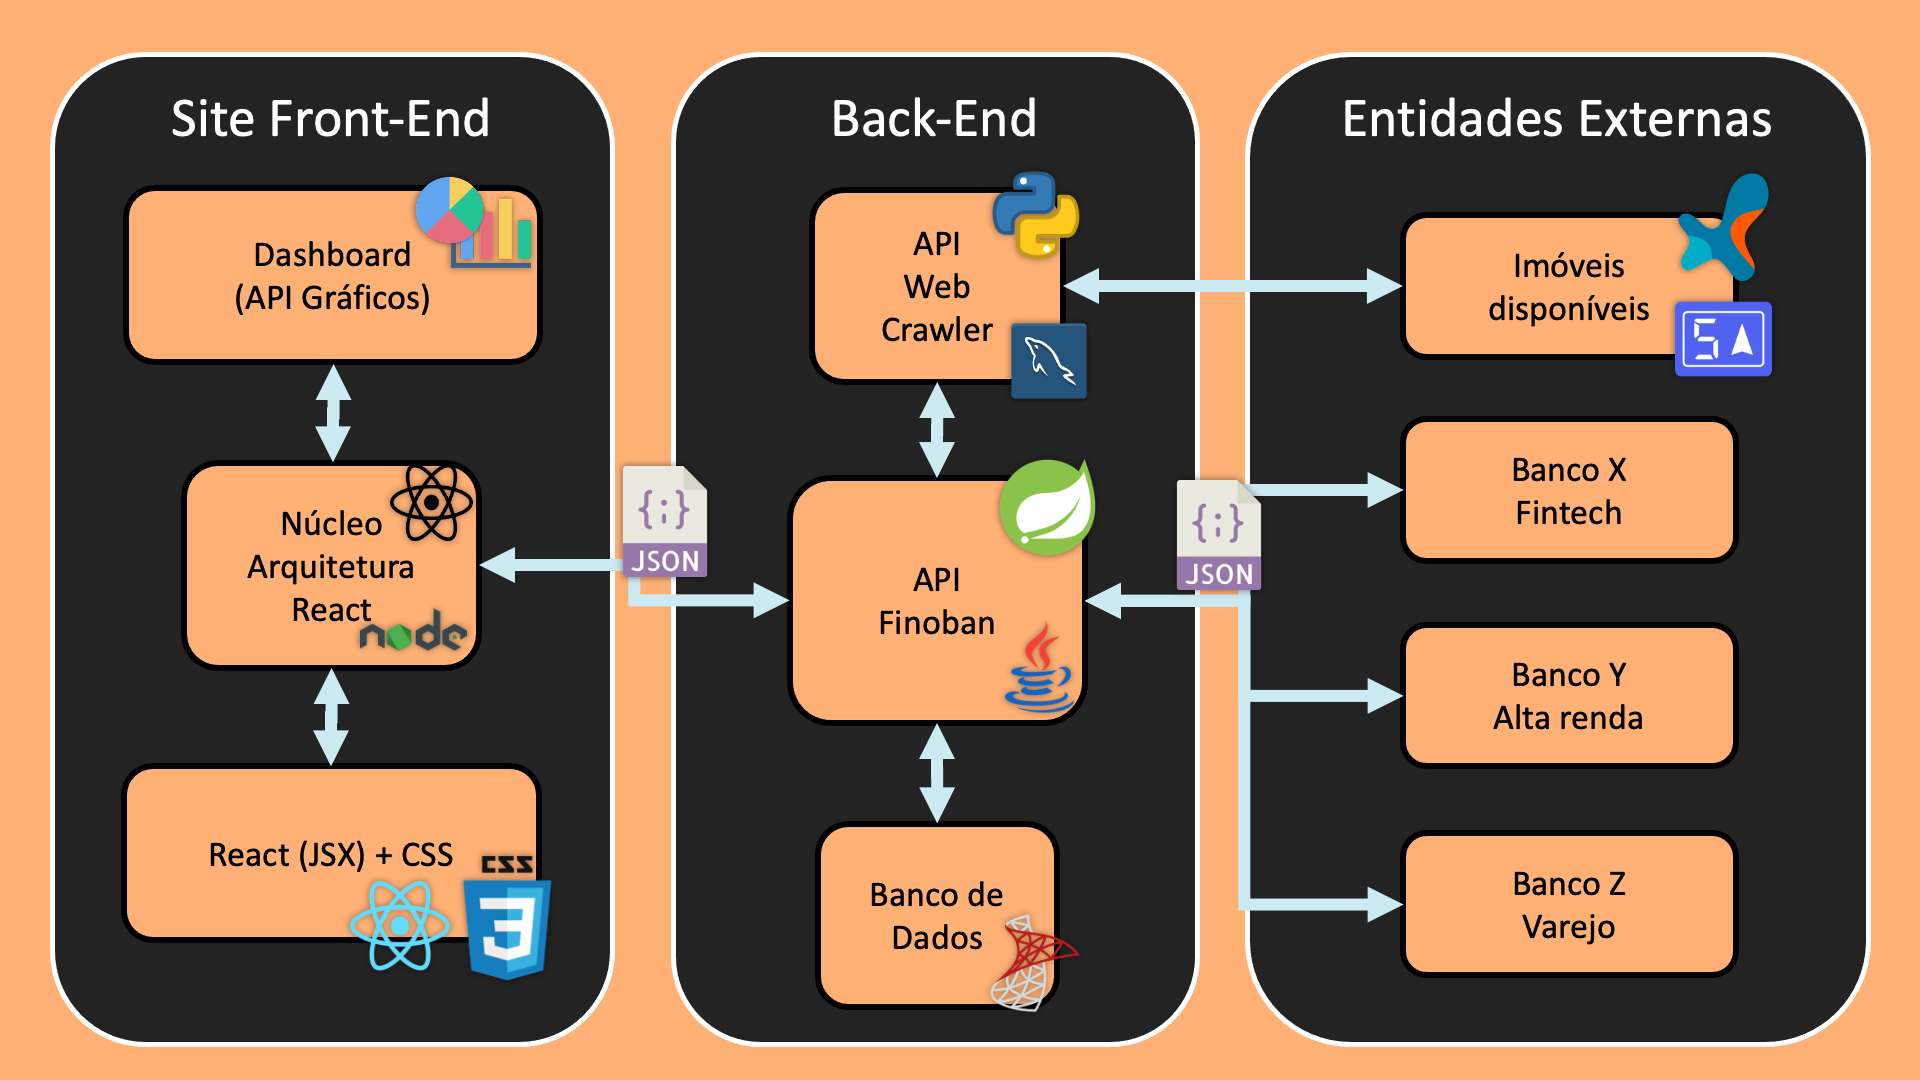 Site Front-End
Dashboard
(API Gráficos)
Núcleo
Arquitetura
React
node
React (JSX) + CSS
CSS
3
{;}
JSON
Back-End
API
Web
Crawler
API
Finoban
Banco de
Dados
{;}
JSON
Entidades Externas
Imóveis
disponíveis
5A
Banco X
Fintech
Banco Y
Alta renda
Banco Z
Varejo